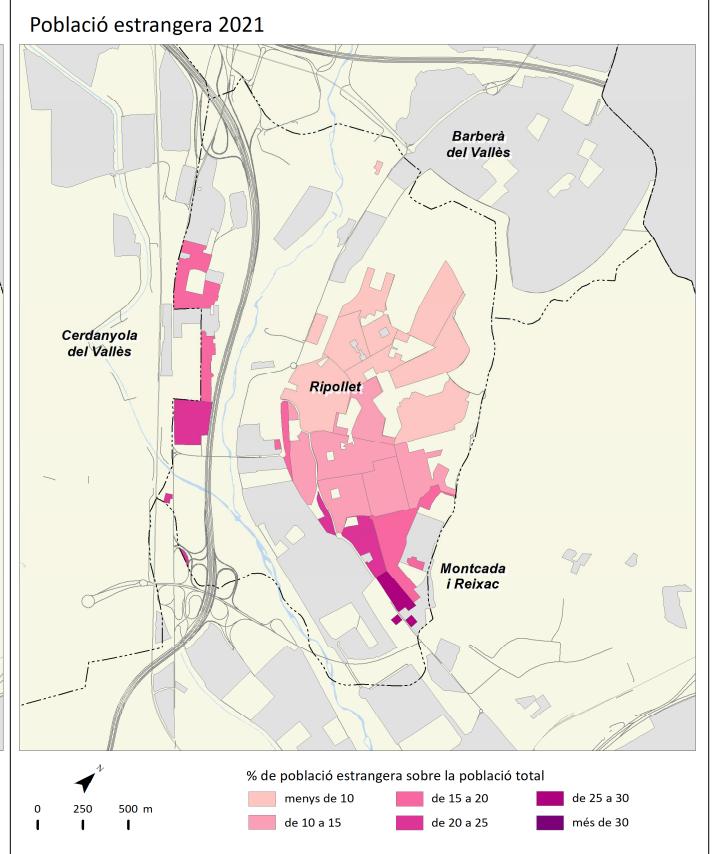 Població estrangera 2021
Barberà
del Vallès
Cerdanyola
del Vallès
Ripollet
Montcada
i Reixac
N
0 250 500 m
% de població estrangera sobre la població total
menys de 10
de 15 a 20
de 25 a 30
de 10 a 15
de 20 a 25
més de 30